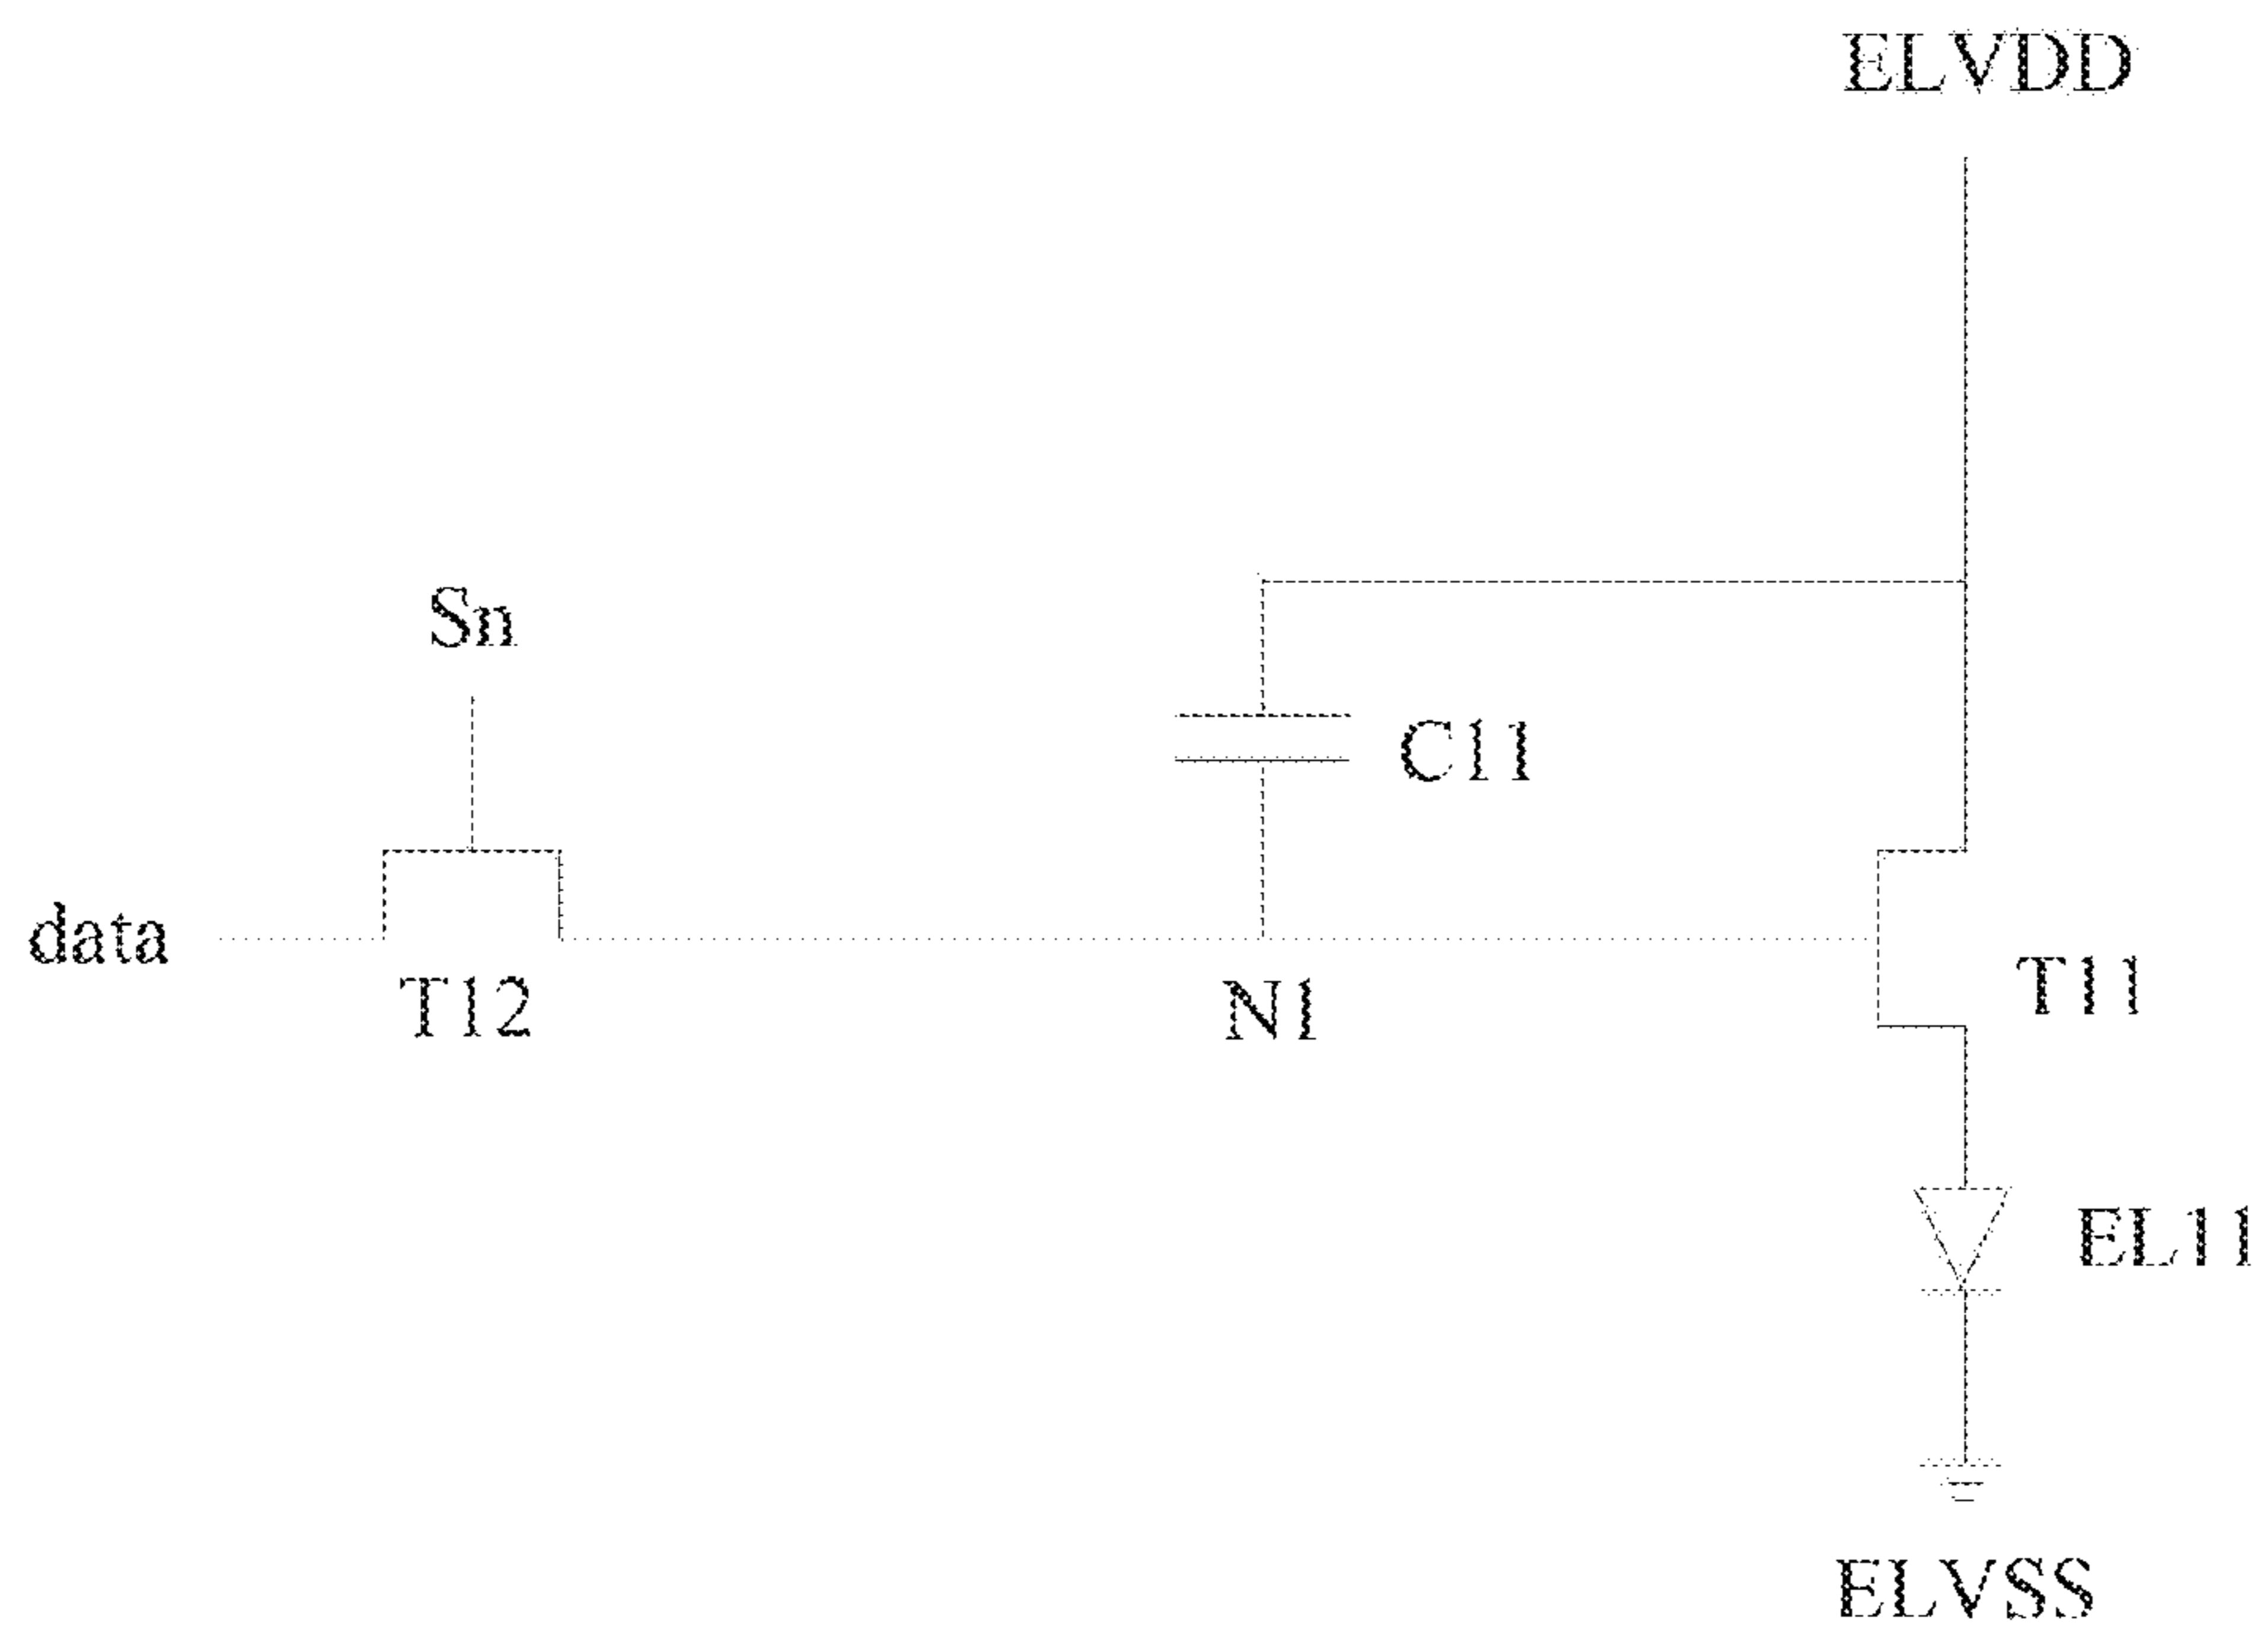 ELVDD
Sn
C11
data
T12
N1
T11
EL11
ELVSS